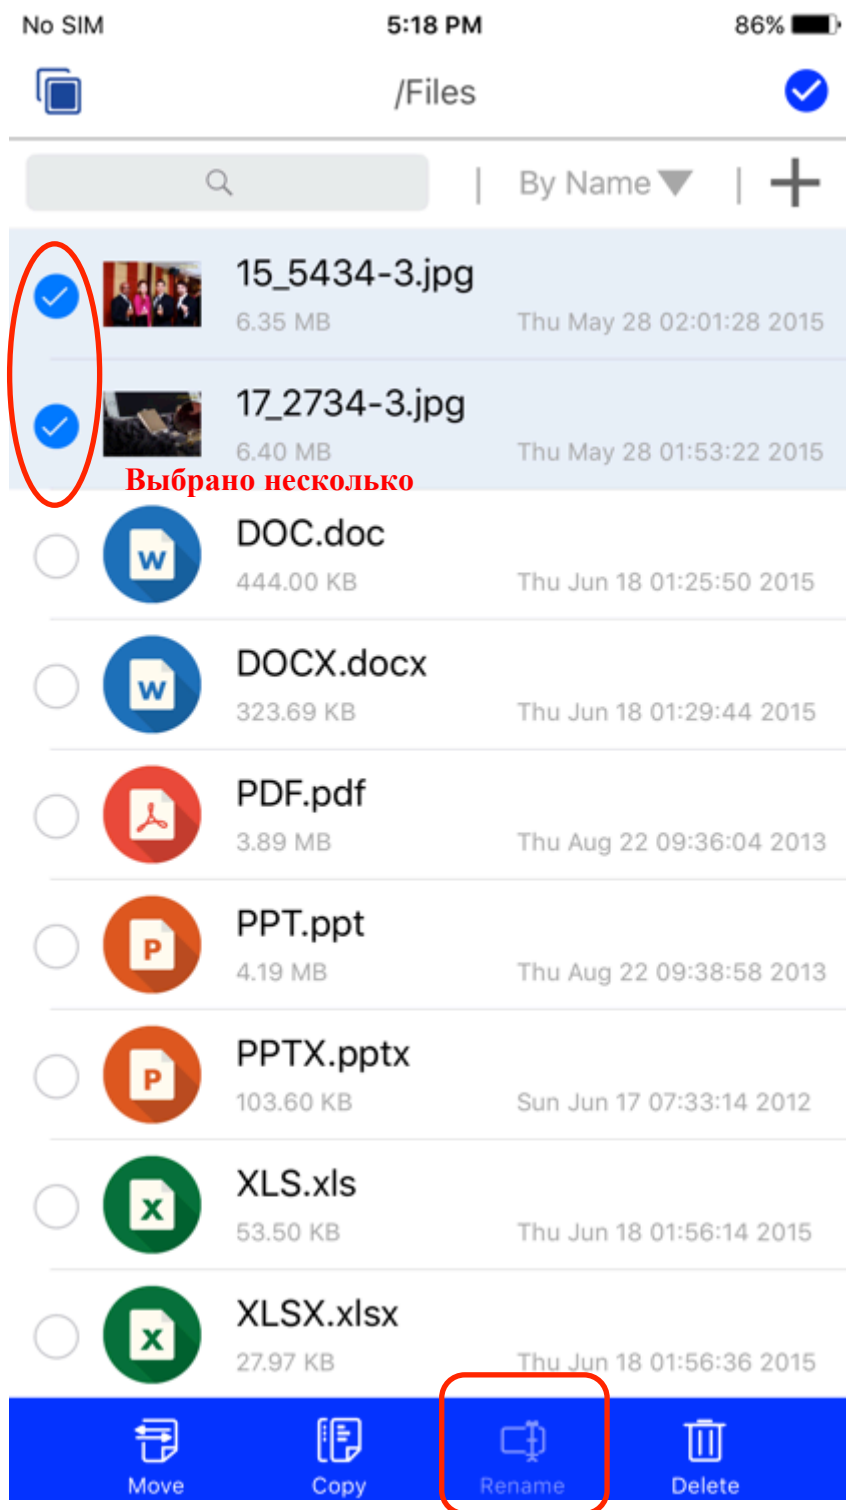 No SIM 5:18 PM 86%
/Files
By Name
15_5434-3.jpg
6.35 MB Thu May 28 02:01:28 2015
17_2734-3.jpg
6.40 MB Thu May 28 01:53:22 2015
Выбрано несколько
DOC.doc
444.00 KB Thu Jun 18 01:25:50 2015
DOCX.docx
323.69 KB Thu Jun 18 01:29:44 2015
PDF.pdf
3.89 MB Thu Aug 22 09:36:04 2013
PPT.ppt
4.19 MB Thu Aug 22 09:38:58 2013
PPTX.pptx
103.60 KB Sun Jun 17 07:33:14 2012
XLS.xls
53.50 KB Thu Jun 18 01:56:14 2015
XLSX.xlsx
27.97 KB Thu Jun 18 01:56:36 2015
Move Copy Rename Delete